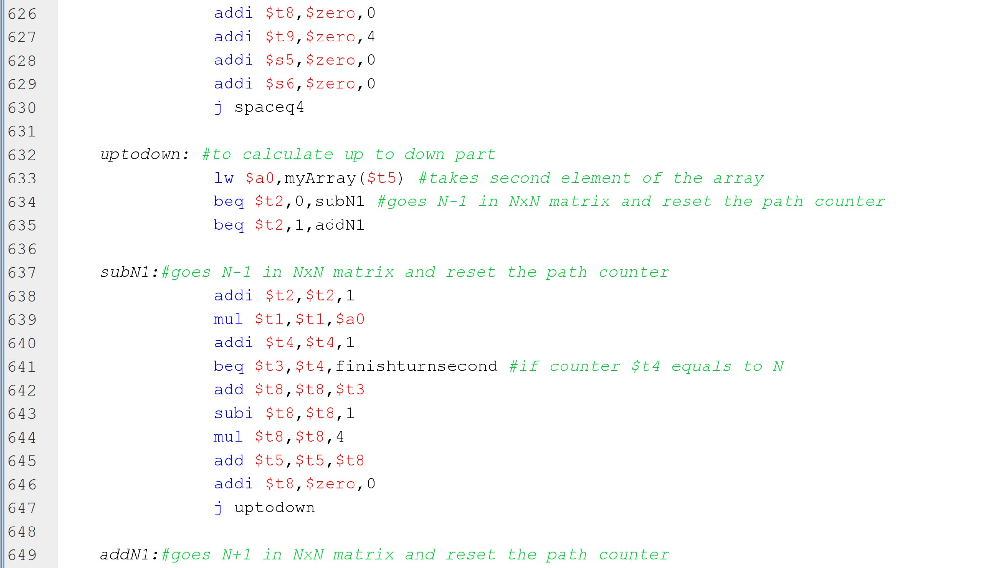 626 addi $t8,$zero,0
627 addi $t9,$zero,4
628 addi $s5,$zero,0
629 addi $s6,$zero,0
630 j spaceq4
631
632 uptodown: #to calculate up to down part
633 lw $a0,myArray($t5) #takes second element of the array
634 beq $t2,0,subN1 #goes N-1 in NxN matrix and reset the path counter
635 beq $t2,1,addN1
636
637 subN1:#goes N-1 in NxN matrix and reset the path counter
638 addi $t2,$t2,1
639 mul $t1,$t1,$a0
640 addi $t4,$t4,1
641 beq $t3,$t4,finishturnsecond #if counter $t4 equals to N
642 add $t8,$t8,$t3
643 subi $t8,$t8,1
644 mul $t8,$t8,4
645 add $t5,$t5,$t8
646 addi $t8,$zero,0
647 j uptodown
648
649 addN1:#goes N+1 in NxN matrix and reset the path counter